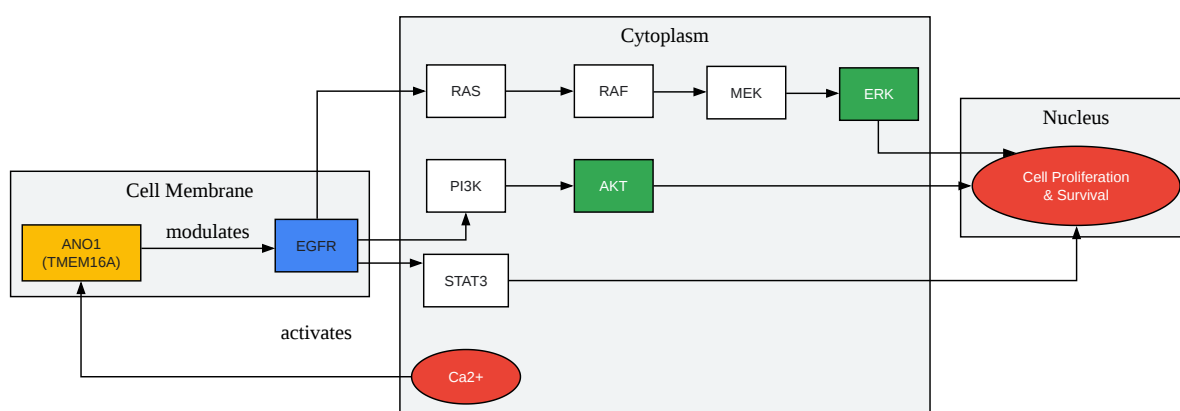 Cytoplasm
RAS
RAF
MEK
ERK
Nucleus
PI3K
AKT
Cell Proliferation
& Survival
Cell Membrane
ANO1
(TMEM16A)
modulates
EGFR
STAT3
activates
Ca2+